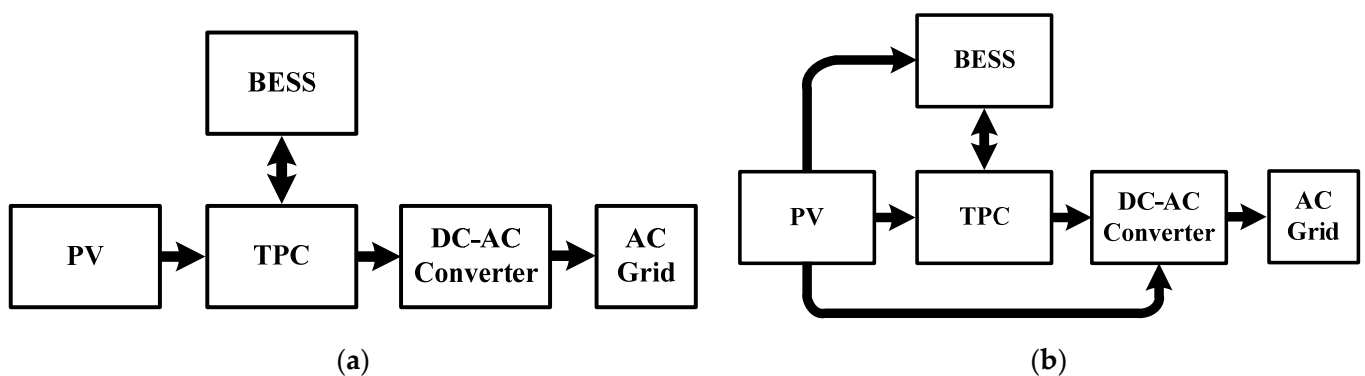 BESS
PV
TPC
DC-AC
Converter
AC
Grid
(a)
BESS
PV
TPC
DC-AC
Converter
AC
Grid
(b)